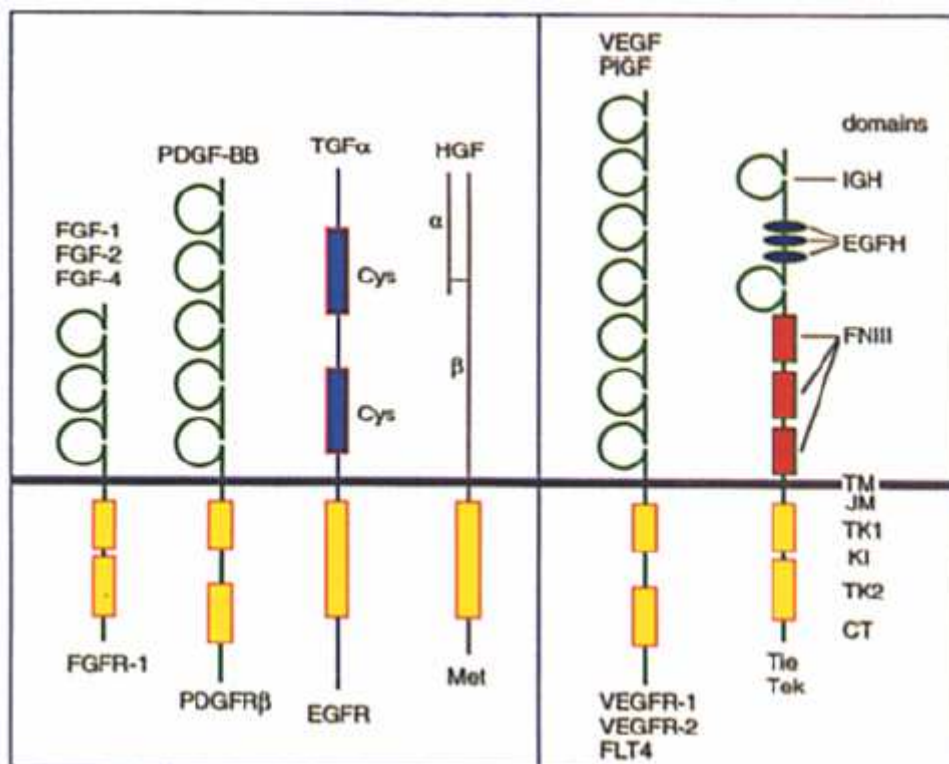 FGF-1
FGF-2
FGF-4
FGFR-1
PDGF-BB
PDGFRβ
TGFα
Cys
Cys
EGFR
HGF
α
β
Met
VEGF
PlGF
VEGFR-1
VEGFR-2
FLT4
domains
IGH
EGFH
FNIII
TM
JM
TK1
KI
TK2
CT
Tie
Tek